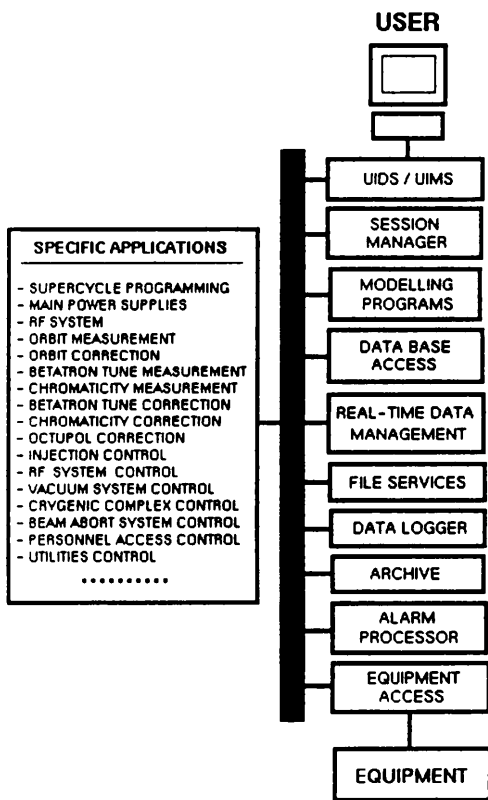 USER
UIDS / UIMS
SESSION
MANAGER
MODELLING
PROGRAMS
DATA BASE
ACCESS
REAL-TIME DATA
MANAGEMENT
FILE SERVICES
DATA LOGGER
ARCHIVE
ALARM
PROCESSOR
EQUIPMENT
ACCESS
EQUIPMENT
SPECIFIC APPLICATIONS
- SUPERCYCLE PROGRAMMING
- MAIN POWER SUPPLIES
- RF SYSTEM
- ORBIT MEASUREMENT
- ORBIT CORRECTION
- BETATRON TUNE MEASUREMENT
- CHROMATICITY MEASUREMENT
- BETATRON TUNE CORRECTION
- CHROMATICITY CORRECTION
- OCTUPOL CORRECTION
- INJECTION CONTROL
- RF SYSTEM CONTROL
- VACUUM SYSTEM CONTROL
- CRYGENIC COMPLEX CONTROL
- BEAM ABORT SYSTEM CONTROL
- PERSONNEL ACCESS CONTROL
- UTILITIES CONTROL
..........